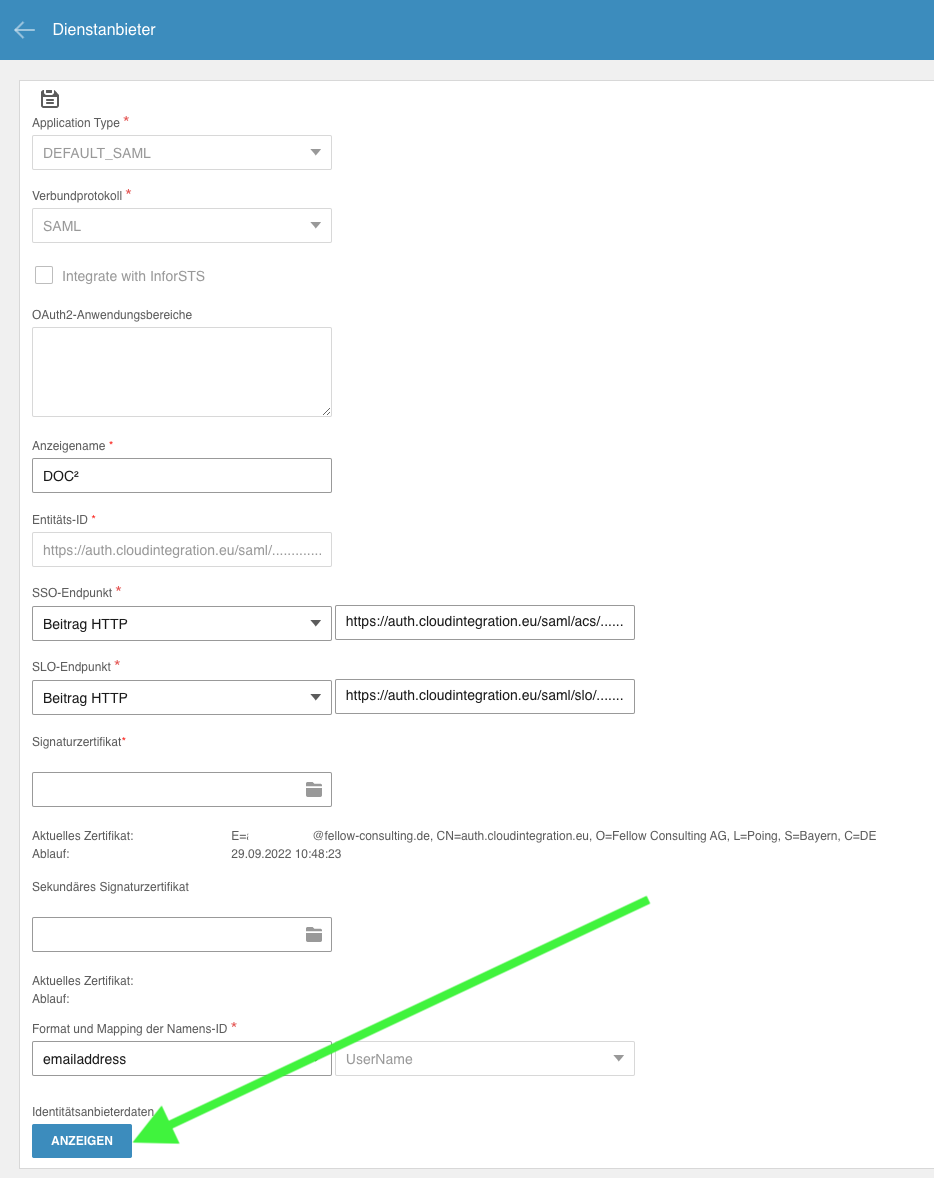 Dienstanbieter
Application Type *
DEFAULT_SAML
Verbundprotokoll *
SAML
Integrate with InforSTS
OAuth2-Anwendungsbereiche
Anzeigename *
DOC²
Entitäts-ID *
https://auth.cloudintegration.eu/saml/.............
SSO-Endpunkt *
Beitrag HTTP https://auth.cloudintegration.eu/saml/acs/......
SLO-Endpunkt *
Beitrag HTTP https://auth.cloudintegration.eu/saml/slo/.......
Signaturzertifikat*
Aktuelles Zertifikat: E= @fellow-consulting.de, CN=auth.cloudintegration.eu, O=Fellow Consulting AG, L=Poing, S=Bayern, C=DE
Ablauf: 29.09.2022 10:48:23
Sekundäres Signaturzertifikat
Aktuelles Zertifikat:
Ablauf:
Format und Mapping der Namens-ID *
emailaddress UserName
Identitätsanbieterdaten
ANZEIGEN